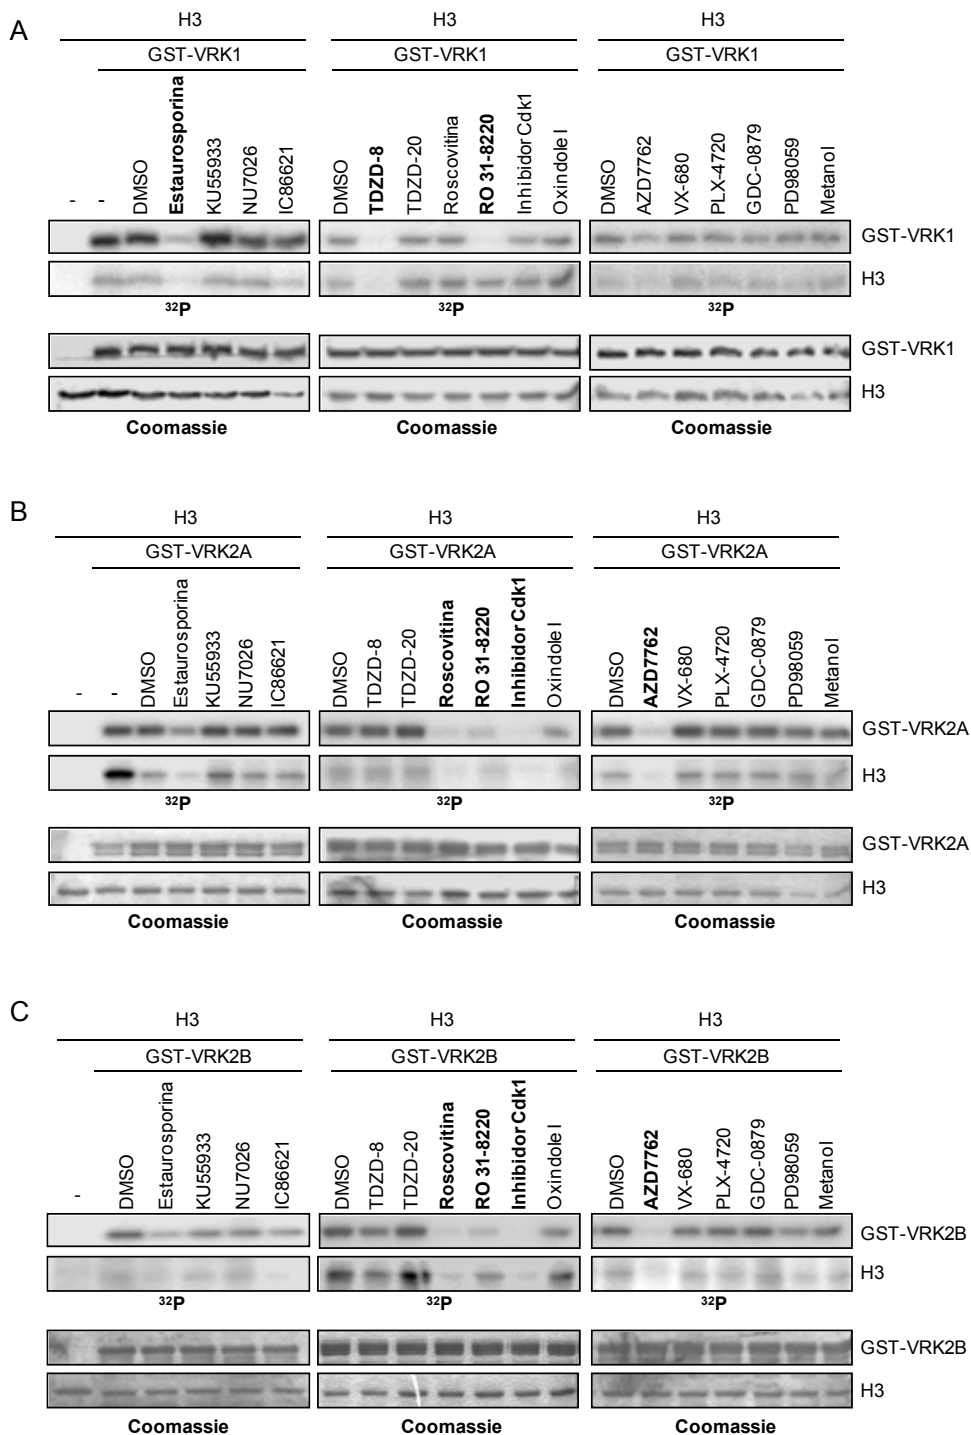 A
H3 H3 H3
GST-VRK1 GST-VRK1 GST-VRK1
- - DMSO Estaurosporina KU55933 NU7026 IC86621 DMSO TDZD-8 TDZD-20 Roscovitina RO 31-8220 Inhibidor Cdk1 Oxindole I DMSO AZD7762 VX-680 PLX-4720 GDC-0879 PD98059 Metanol
GST-VRK1
H3
32P 32P 32P
GST-VRK1
H3
Coomassie Coomassie Coomassie
B
H3 H3 H3
GST-VRK2A GST-VRK2A GST-VRK2A
- - DMSO Estaurosporina KU55933 NU7026 IC86621 DMSO TDZD-8 TDZD-20 Roscovitina RO 31-8220 Inhibidor Cdk1 Oxindole I DMSO AZD7762 VX-680 PLX-4720 GDC-0879 PD98059 Metanol
GST-VRK2A
H3
32P 32P 32P
GST-VRK2A
H3
Coomassie Coomassie Coomassie
C
H3 H3 H3
GST-VRK2B GST-VRK2B GST-VRK2B
- DMSO Estaurosporina KU55933 NU7026 IC86621 DMSO TDZD-8 TDZD-20 Roscovitina RO 31-8220 Inhibidor Cdk1 Oxindole I DMSO AZD7762 VX-680 PLX-4720 GDC-0879 PD98059 Metanol
GST-VRK2B
H3
32P 32P 32P
GST-VRK2B
H3
Coomassie Coomassie Coomassie